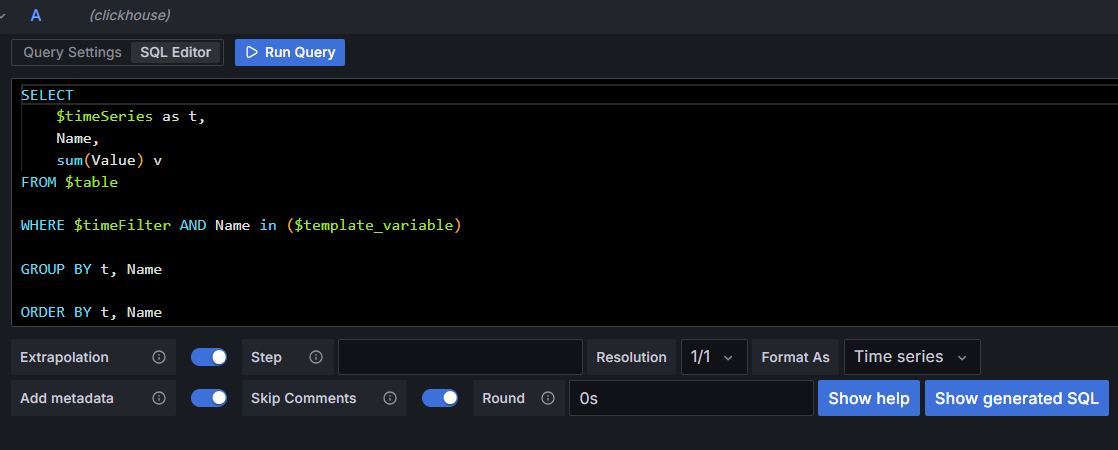 A (clickhouse)
Query Settings SQL Editor Run Query
SELECT
$timeSeries as t,
Name,
sum(Value) v
FROM $table
WHERE $timeFilter AND Name in ($template_variable)
GROUP BY t, Name
ORDER BY t, Name
Extrapolation Step Resolution 1/1 Format As Time series
Add metadata Skip Comments Round 0s Show help Show generated SQL